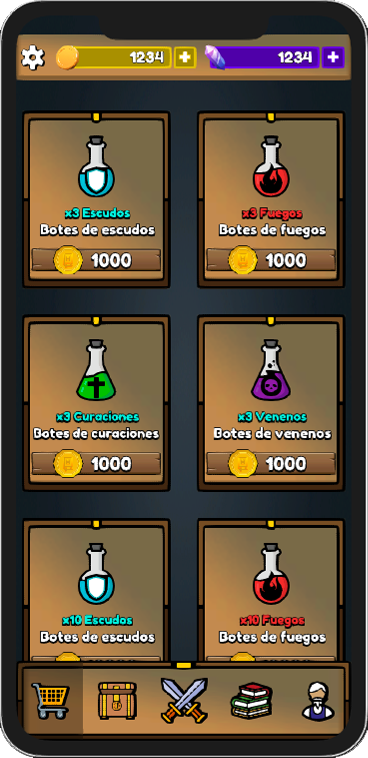 1234 +
1234 +
x3 Escudos
Botes de escudos
1000
x3 Fuegos
Botes de fuegos
1000
x3 Curaciones
Botes de curaciones
1000
x3 Venenos
Botes de venenos
1000
x10 Escudos
Botes de escudos
x10 Fuegos
Botes de fuegos